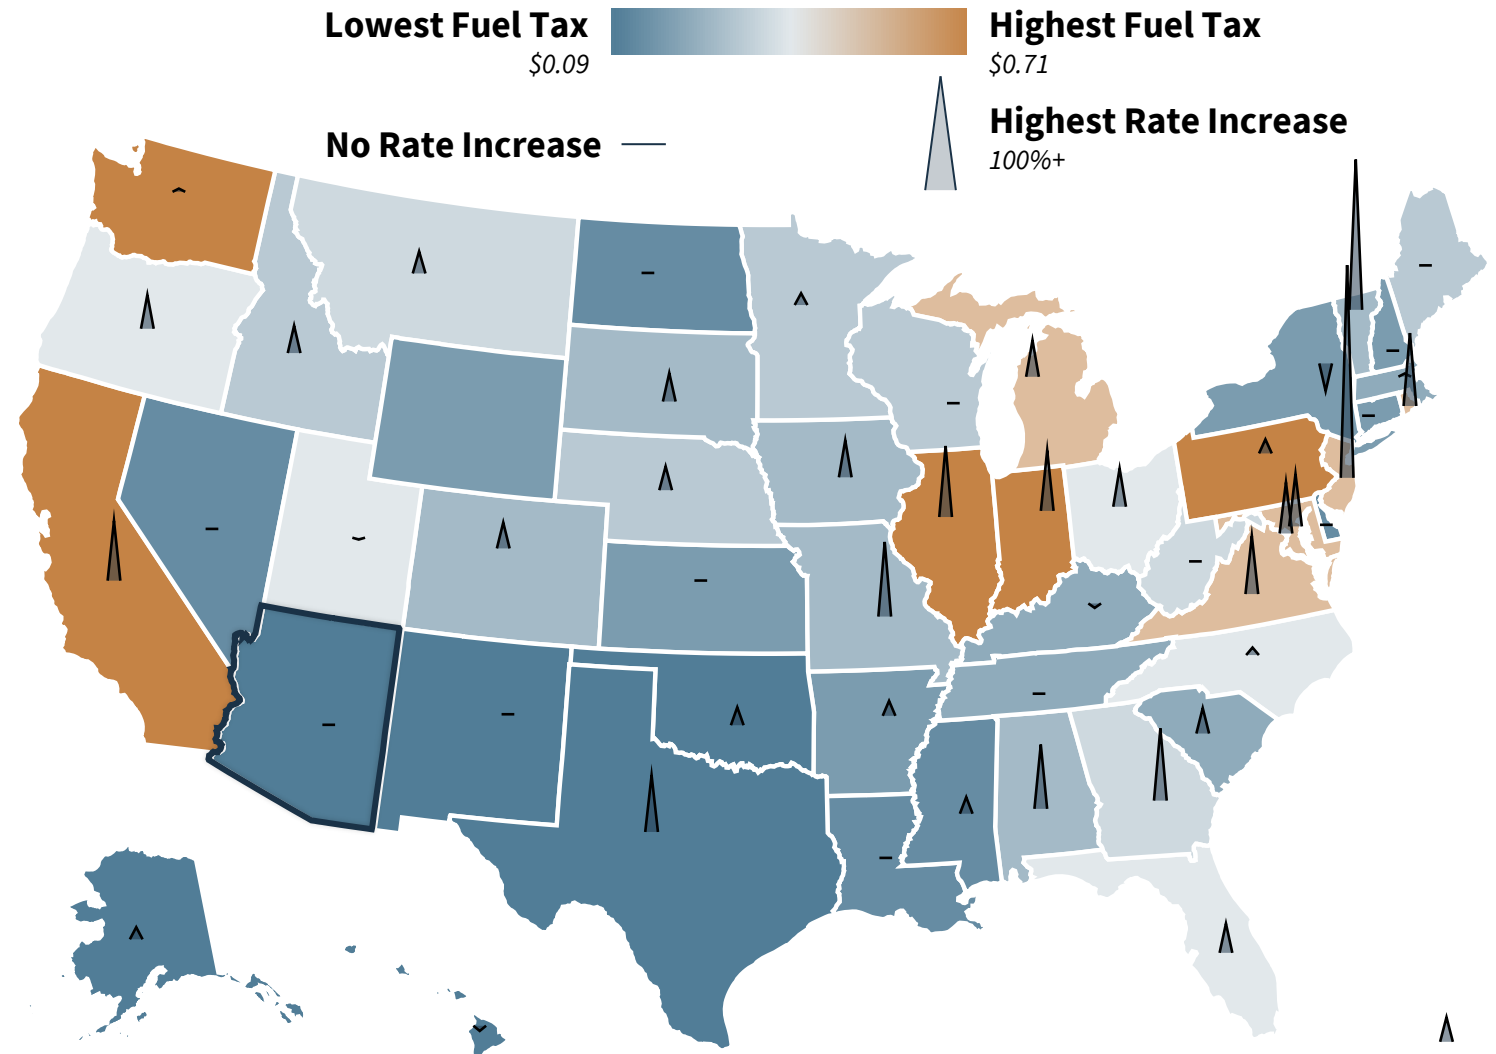 Lowest Fuel Tax
$0.09
Highest Fuel Tax
$0.71
No Rate Increase
Highest Rate Increase
100%+